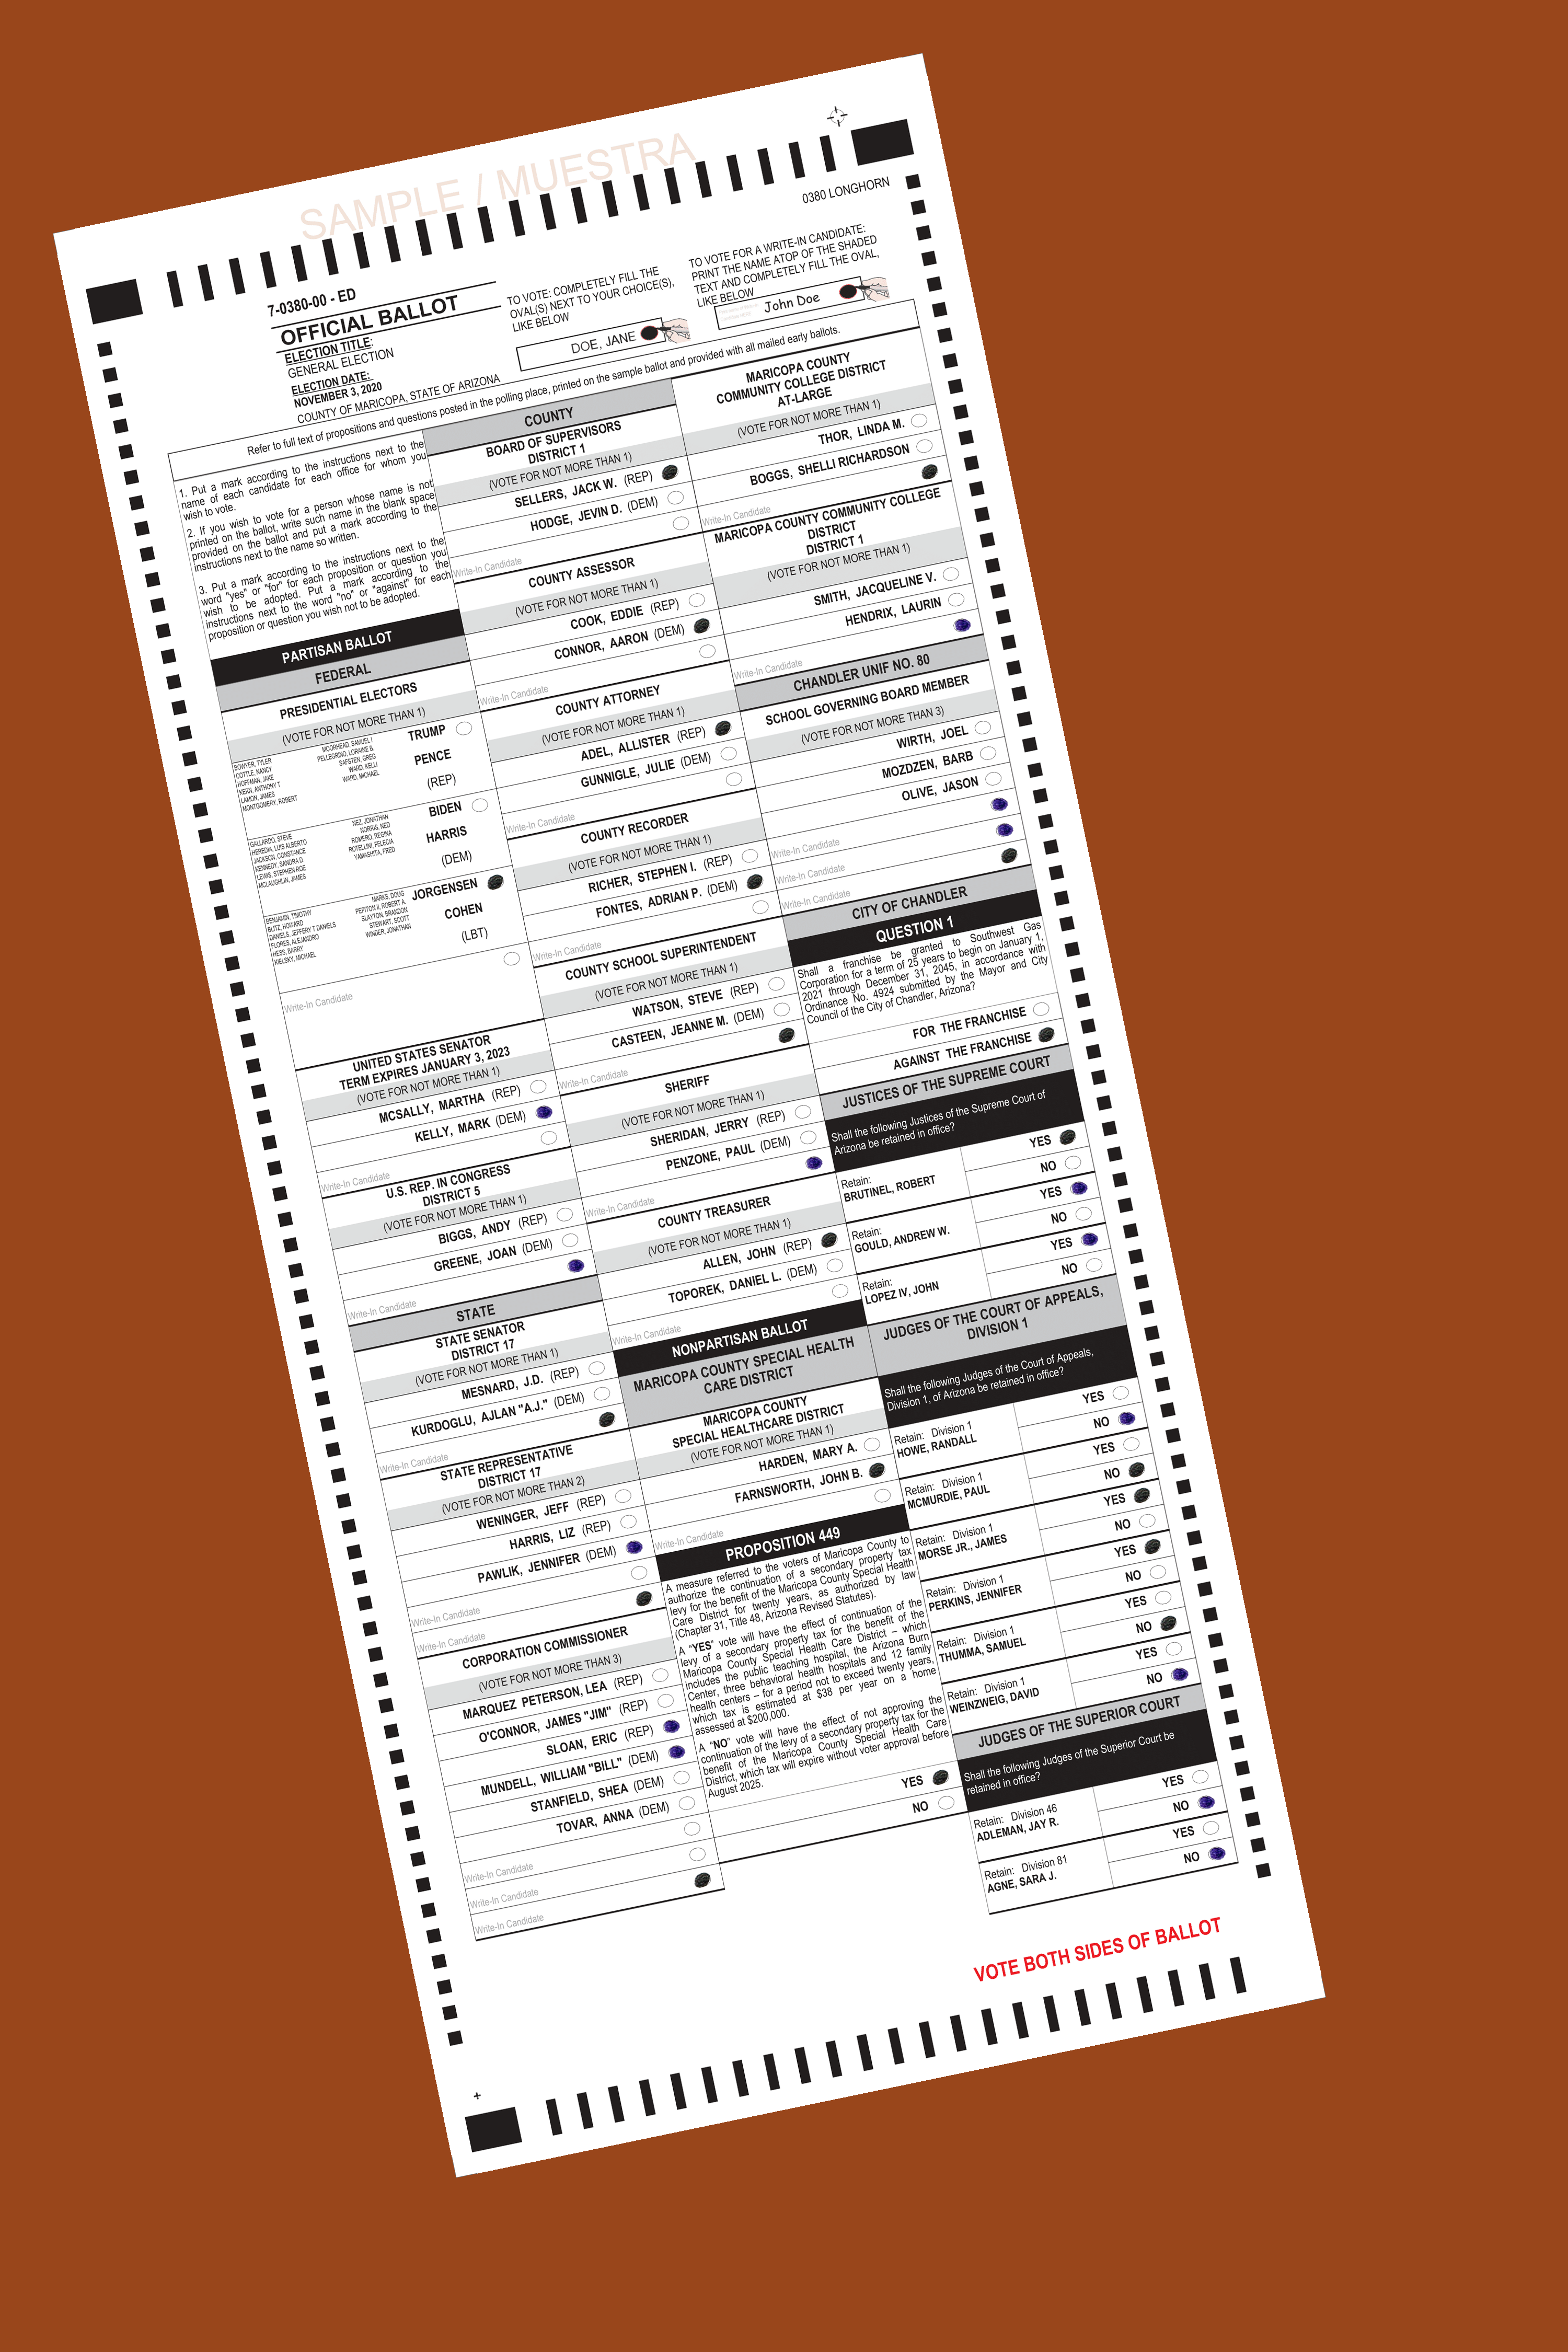 SAMPLE / MUESTRA
0380 LONGHORN
7-0380-00 - ED
OFFICIAL BALLOT
ELECTION TITLE:
GENERAL ELECTION
ELECTION DATE:
NOVEMBER 3, 2020
COUNTY OF MARICOPA, STATE OF ARIZONA
TO VOTE: COMPLETELY FILL THE
OVAL(S) NEXT TO YOUR CHOICE(S),
LIKE BELOW
DOE, JANE
TO VOTE FOR A WRITE-IN CANDIDATE:
PRINT THE NAME ATOP OF THE SHADED
TEXT AND COMPLETELY FILL THE OVAL,
LIKE BELOW
John Doe
Refer to full text of propositions and questions posted in the polling place, printed on the sample ballot and provided with all mailed early ballots.
1. Put a mark according to the instructions next to the
name of each candidate for each office for whom you
wish to vote.
2. If you wish to vote for a person whose name is not
printed on the ballot, write such name in the blank space
provided on the ballot and put a mark according to the
instructions next to the name so written.
3. Put a mark according to the instructions next to the
word "yes" or "for" for each proposition or question you
wish to be adopted. Put a mark according to the
instructions next to the word "no" or "against" for each
proposition or question you wish not to be adopted.
PARTISAN BALLOT
FEDERAL
PRESIDENTIAL ELECTORS
(VOTE FOR NOT MORE THAN 1)
BOWYER, TYLER
COTTLE, NANCY
HOFFMAN, JAKE
KERN, ANTHONY T
LAMON, JAMES
MONTGOMERY, ROBERT
MOORHEAD, SAMUEL I
PELLEGRINO, LORAINE B
SAFSTEN, GREG
WARD, KELLI
WARD, MICHAEL
TRUMP
PENCE
(REP)
GALLARDO, STEVE
HEREDIA, LUIS ALBERTO
JACKSON, CONSTANCE
KENNEDY, SANDRA D.
LEWIS, STEPHEN ROE
MCLAUGHLIN, JAMES
NEZ, JONATHAN
NORRIS, NED
ROMERO, REGINA
ROTELLINI, FELECIA
YAMASHITA, FRED
BIDEN
HARRIS
(DEM)
BENJAMIN, TIMOTHY
BLITZ, HOWARD
DANIELS, JEFFERY T DANIELS
FLORES, ALEJANDRO
HESS, BARRY
KIELSKY, MICHAEL
MARKS, DOUG
PEPITON II, ROBERT A.
SLAYTON, BRANDON
STEWART, SCOTT
WINDER, JONATHAN
JORGENSEN
COHEN
(LBT)
Write-In Candidate
UNITED STATES SENATOR
TERM EXPIRES JANUARY 3, 2023
(VOTE FOR NOT MORE THAN 1)
MCSALLY, MARTHA (REP)
KELLY, MARK (DEM)
Write-In Candidate
U.S. REP. IN CONGRESS
DISTRICT 5
(VOTE FOR NOT MORE THAN 1)
BIGGS, ANDY (REP)
GREENE, JOAN (DEM)
Write-In Candidate
STATE
STATE SENATOR
DISTRICT 17
(VOTE FOR NOT MORE THAN 1)
MESNARD, J.D. (REP)
KURDOGLU, AJLAN "A.J." (DEM)
Write-In Candidate
STATE REPRESENTATIVE
DISTRICT 17
(VOTE FOR NOT MORE THAN 2)
WENINGER, JEFF (REP)
HARRIS, LIZ (REP)
PAWLIK, JENNIFER (DEM)
Write-In Candidate
Write-In Candidate
CORPORATION COMMISSIONER
(VOTE FOR NOT MORE THAN 3)
MARQUEZ PETERSON, LEA (REP)
O'CONNOR, JAMES "JIM" (REP)
SLOAN, ERIC (REP)
MUNDELL, WILLIAM "BILL" (DEM)
STANFIELD, SHEA (DEM)
TOVAR, ANNA (DEM)
Write-In Candidate
Write-In Candidate
Write-In Candidate
COUNTY
BOARD OF SUPERVISORS
DISTRICT 1
(VOTE FOR NOT MORE THAN 1)
SELLERS, JACK W. (REP)
HODGE, JEVIN D. (DEM)
Write-In Candidate
COUNTY ASSESSOR
(VOTE FOR NOT MORE THAN 1)
COOK, EDDIE (REP)
CONNOR, AARON (DEM)
Write-In Candidate
COUNTY ATTORNEY
(VOTE FOR NOT MORE THAN 1)
ADEL, ALLISTER (REP)
GUNNIGLE, JULIE (DEM)
Write-In Candidate
COUNTY RECORDER
(VOTE FOR NOT MORE THAN 1)
RICHER, STEPHEN I. (REP)
FONTES, ADRIAN P. (DEM)
Write-In Candidate
COUNTY SCHOOL SUPERINTENDENT
(VOTE FOR NOT MORE THAN 1)
WATSON, STEVE (REP)
CASTEEN, JEANNE M. (DEM)
Write-In Candidate
SHERIFF
(VOTE FOR NOT MORE THAN 1)
SHERIDAN, JERRY (REP)
PENZONE, PAUL (DEM)
Write-In Candidate
COUNTY TREASURER
(VOTE FOR NOT MORE THAN 1)
ALLEN, JOHN (REP)
TOPOREK, DANIEL L. (DEM)
Write-In Candidate
NONPARTISAN BALLOT
MARICOPA COUNTY SPECIAL HEALTH
CARE DISTRICT
MARICOPA COUNTY
SPECIAL HEALTHCARE DISTRICT
(VOTE FOR NOT MORE THAN 1)
HARDEN, MARY A.
FARNSWORTH, JOHN B.
Write-In Candidate
PROPOSITION 449
A measure referred to the voters of Maricopa County to
authorize the continuation of a secondary property tax
levy for the benefit of the Maricopa County Special Health
Care District for twenty years, as authorized by law
(Chapter 31, Title 48, Arizona Revised Statutes).
A "YES" vote will have the effect of continuation of the
levy of a secondary property tax for the benefit of the
Maricopa County Special Health Care District – which
includes the public teaching hospital, the Arizona Burn
Center, three behavioral health hospitals and 12 family
health centers – for a period not to exceed twenty years,
which tax is estimated at $38 per year on a home
assessed at $200,000.
A "NO" vote will have the effect of not approving the
continuation of the levy of a secondary property tax for the
benefit of the Maricopa County Special Health Care
District, which tax will expire without voter approval before
August 2025.
YES
NO
MARICOPA COUNTY
COMMUNITY COLLEGE DISTRICT
AT-LARGE
(VOTE FOR NOT MORE THAN 1)
THOR, LINDA M.
BOGGS, SHELLI RICHARDSON
Write-In Candidate
MARICOPA COUNTY COMMUNITY COLLEGE
DISTRICT
DISTRICT 1
(VOTE FOR NOT MORE THAN 1)
SMITH, JACQUELINE V.
HENDRIX, LAURIN
Write-In Candidate
CHANDLER UNIF NO. 80
SCHOOL GOVERNING BOARD MEMBER
(VOTE FOR NOT MORE THAN 3)
WIRTH, JOEL
MOZDZEN, BARB
OLIVE, JASON
Write-In Candidate
Write-In Candidate
Write-In Candidate
CITY OF CHANDLER
QUESTION 1
Shall a franchise be granted to Southwest Gas
Corporation for a term of 25 years to begin on January 1,
2021 through December 31, 2045, in accordance with
Ordinance No. 4924 submitted by the Mayor and City
Council of the City of Chandler, Arizona?
FOR THE FRANCHISE
AGAINST THE FRANCHISE
JUSTICES OF THE SUPREME COURT
Shall the following Justices of the Supreme Court of
Arizona be retained in office?
Retain:
BRUTINEL, ROBERT
YES
NO
Retain:
GOULD, ANDREW W.
YES
NO
Retain:
LOPEZ IV, JOHN
YES
NO
JUDGES OF THE COURT OF APPEALS,
DIVISION 1
Shall the following Judges of the Court of Appeals,
Division 1, of Arizona be retained in office?
Retain: Division 1
HOWE, RANDALL
YES
NO
Retain: Division 1
MCMURDIE, PAUL
YES
NO
Retain: Division 1
MORSE JR., JAMES
YES
NO
Retain: Division 1
PERKINS, JENNIFER
YES
NO
Retain: Division 1
THUMMA, SAMUEL
YES
NO
Retain: Division 1
WEINZWEIG, DAVID
YES
NO
JUDGES OF THE SUPERIOR COURT
Shall the following Judges of the Superior Court be
retained in office?
Retain: Division 46
ADLEMAN, JAY R.
YES
NO
Retain: Division 81
AGNE, SARA J.
YES
NO
VOTE BOTH SIDES OF BALLOT